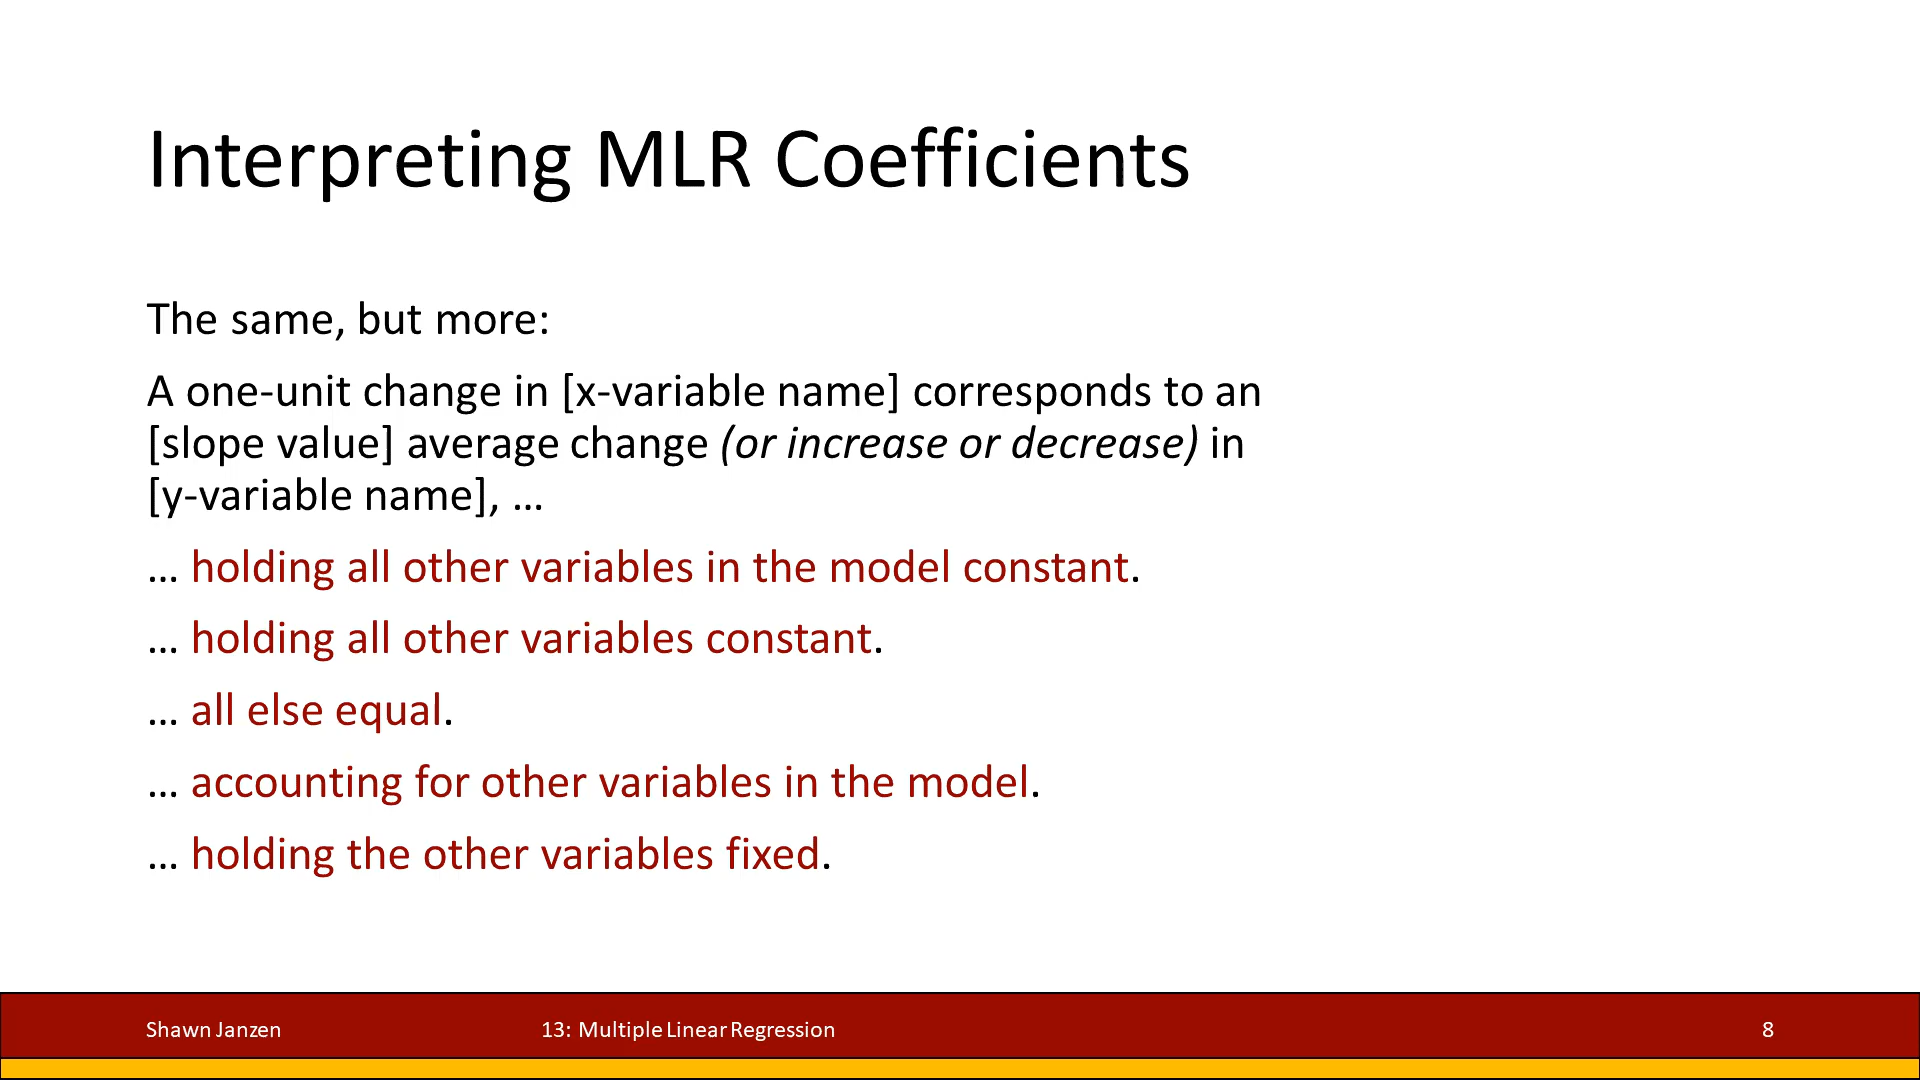 Interpreting MLR Coefficients
The same, but more:
A one-unit change in [x-variable name] corresponds to an
[slope value] average change (or increase or decrease) in
[y-variable name], ...
... holding all other variables in the model constant.
... holding all other variables constant.
... all else equal.
... accounting for other variables in the model.
... holding the other variables fixed.
Shawn Janzen
13: Multiple Linear Regression
8